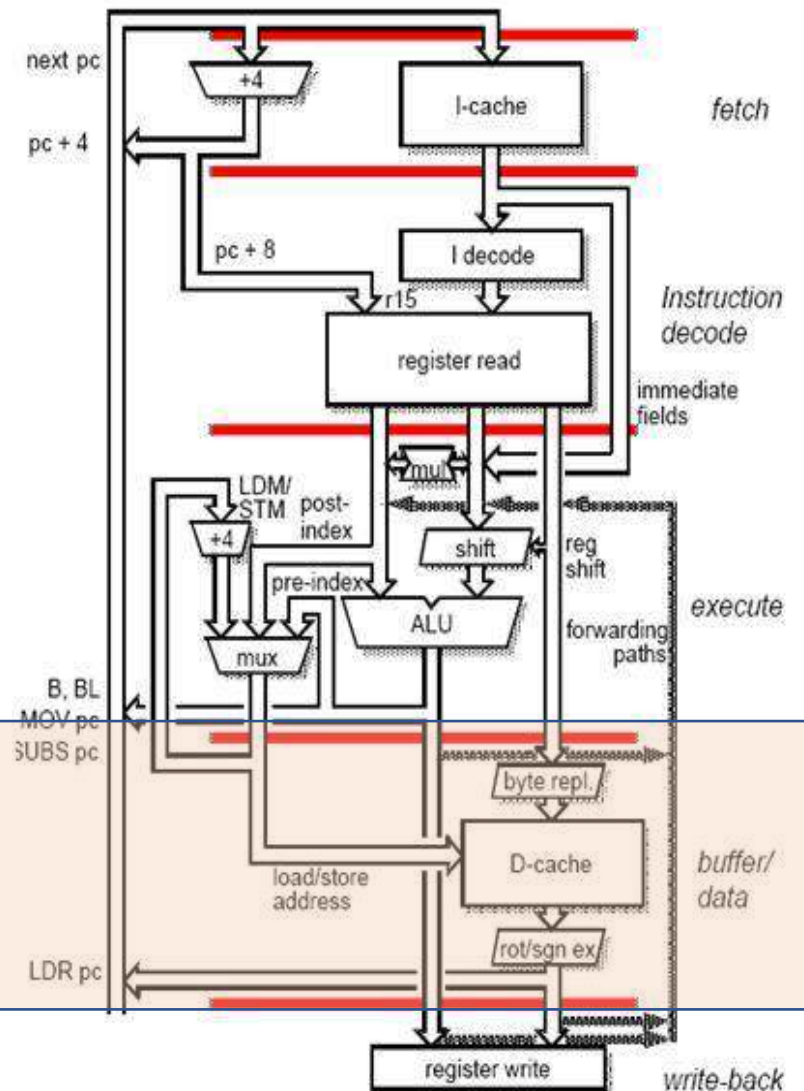 next pc
+4
I-cache
fetch
pc + 4
pc + 8
I decode
r15
Instruction
decode
register read
immediate
fields
mul
LDM/
STM
post-
index
+4
shift
reg
shift
pre-index
ALU
execute
forwarding
paths
mux
B, BL
MOV pc
SUBS pc
byte repl.
D-cache
buffer/
data
load/store
address
rot/sgn ex
LDR pc
register write
write-back